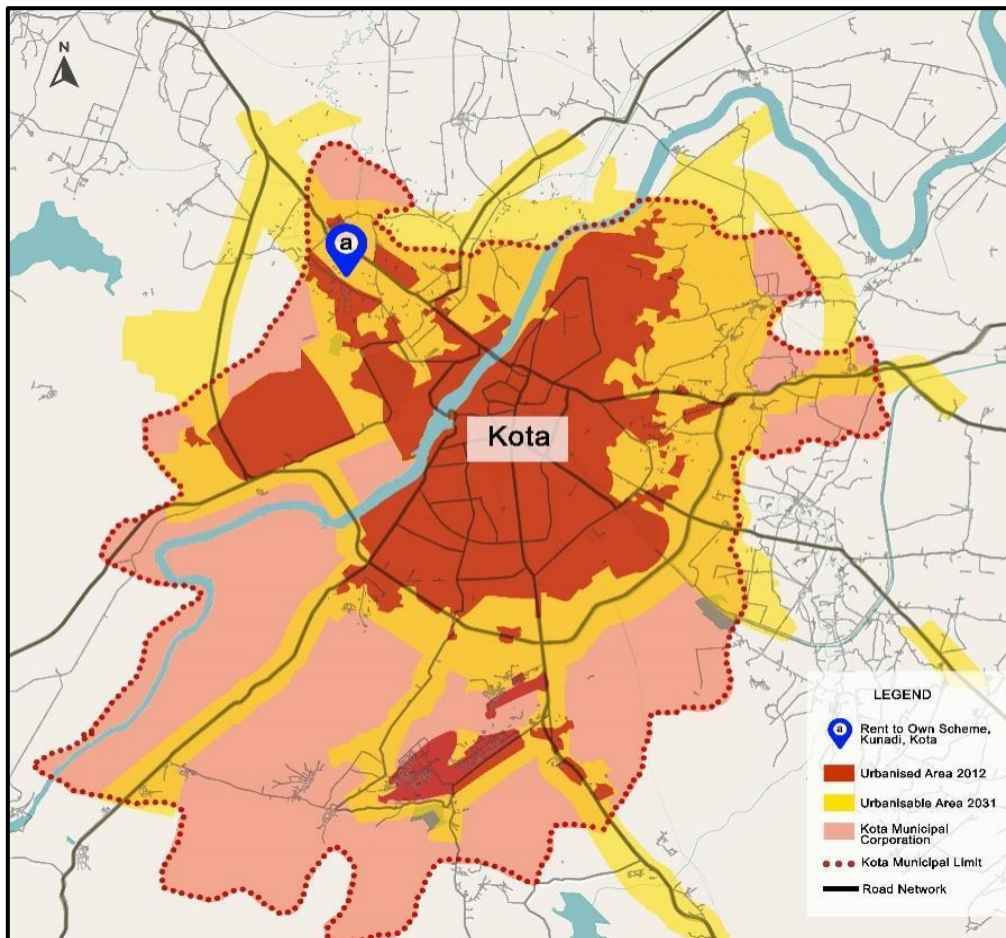 N
a
Kota
LEGEND
a
Rent to Own Scheme,
Kunadi, Kota
Urbanised Area 2012
Urbanisable Area 2031
Kota Municipal
Corporation
Kota Municipal Limit
Road Network